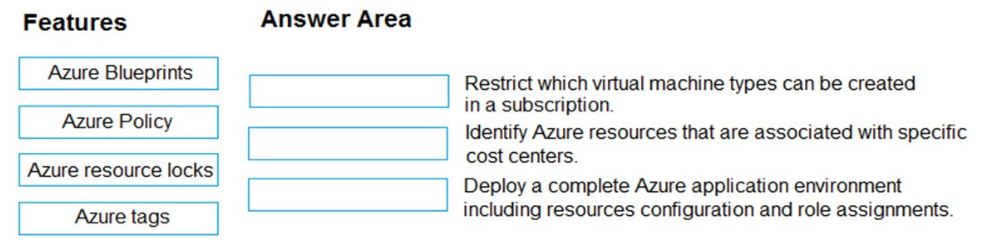 Features
Answer Area
Azure Blueprints
Azure Policy
Azure resource locks
Azure tags
Restrict which virtual machine types can be created
in a subscription.
Identify Azure resources that are associated with specific
cost centers.
Deploy a complete Azure application environment
including resources configuration and role assignments.